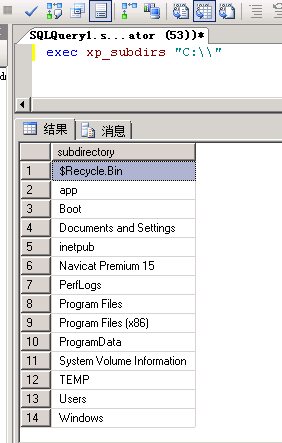 SQLQuery1.s...ator (53))*
exec xp_subdirs "C:\\"
结果 消息
subdirectory
1 $Recycle.Bin
2 app
3 Boot
4 Documents and Settings
5 inetpub
6 Navicat Premium 15
7 PerfLogs
8 Program Files
9 Program Files (x86)
10 ProgramData
11 System Volume Information
12 TEMP
13 Users
14 Windows